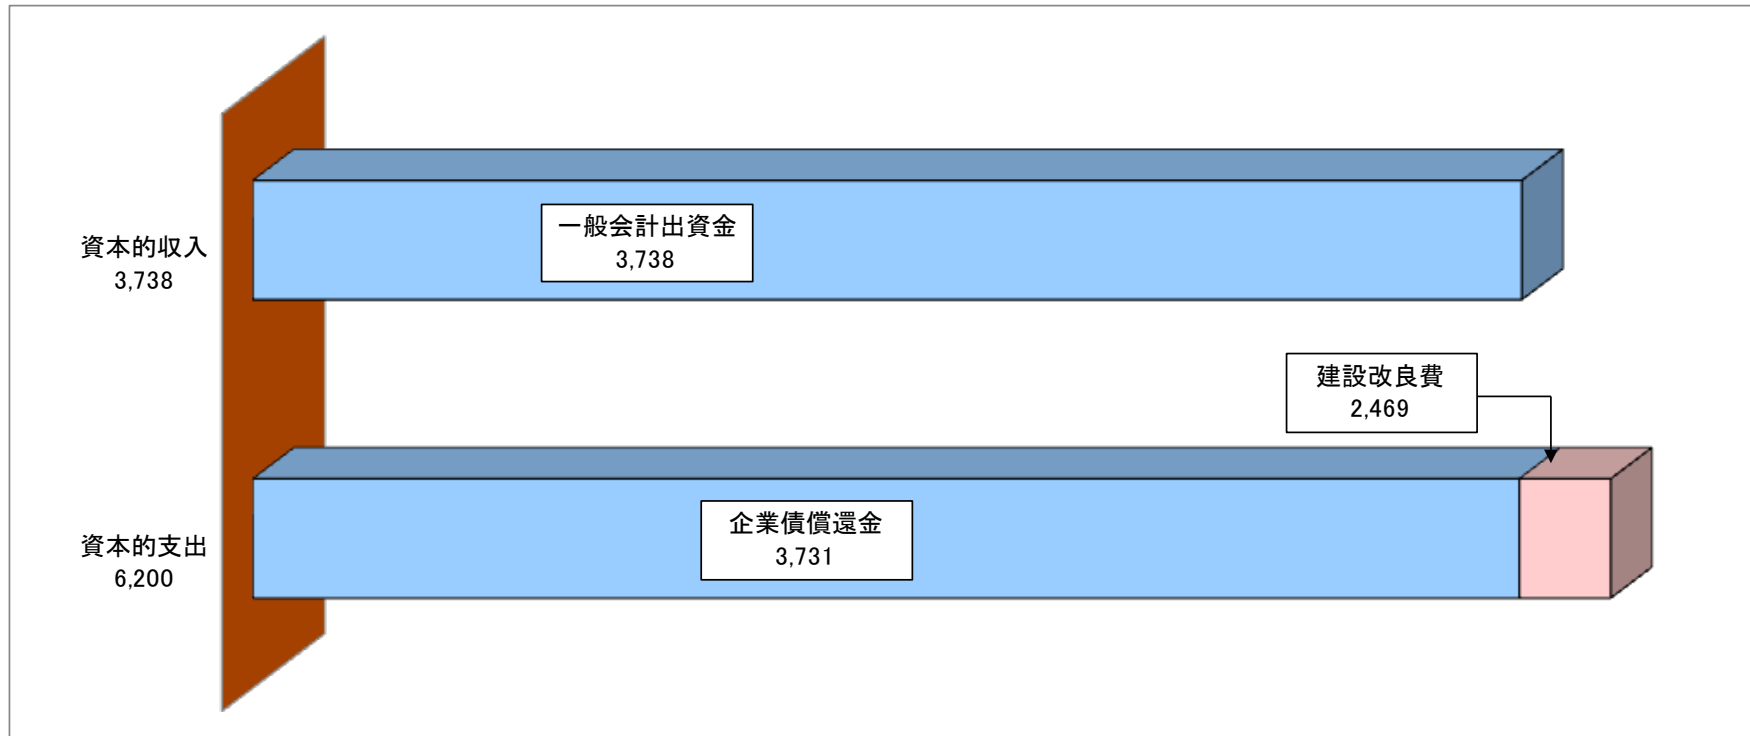 一般会計出資金
3,738
資本的収入
3,738
建設改良費
2,469
企業債償還金
3,731
資本的支出
6,200